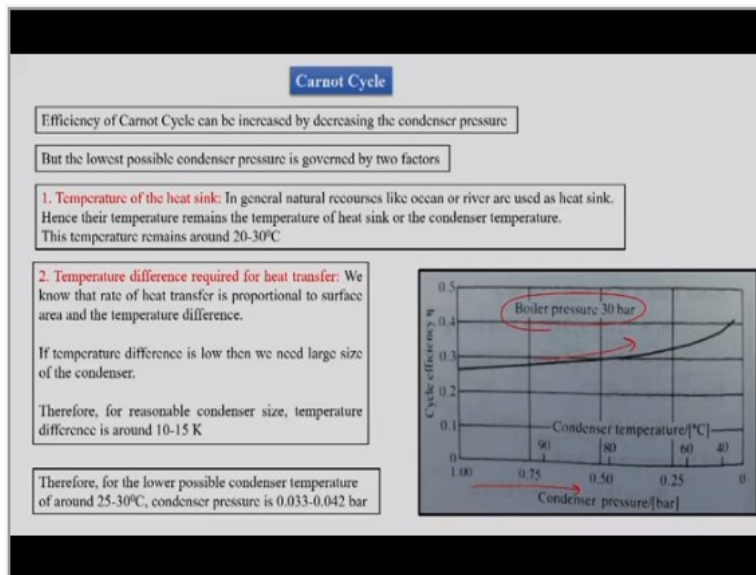 Carnot Cycle
Efficiency of Carnot Cycle can be increased by decreasing the condenser pressure
But the lowest possible condenser pressure is governed by two factors
1. Temperature of the heat sink: In general natural recourses like ocean or river are used as heat sink.
Hence their temperature remains the temperature of heat sink or the condenser temperature.
This temperature remains around 20-30⁰C
2. Temperature difference required for heat transfer: We
know that rate of heat transfer is proportional to surface
area and the temperature difference.
If temperature difference is low then we need large size
of the condenser.
Therefore, for reasonable condenser size, temperature
difference is around 10-15 K
Therefore, for the lower possible condenser temperature
of around 25-30⁰C, condenser pressure is 0.033-0.042 bar
Cycle efficiency η
0.5
0.4
0.3
0.2
0.1
0
Boiler pressure 30 bar
Condenser temperature/[°C]
90 80 60 40
1.00 0.75 0.50 0.25 0
Condenser pressure/[bar]